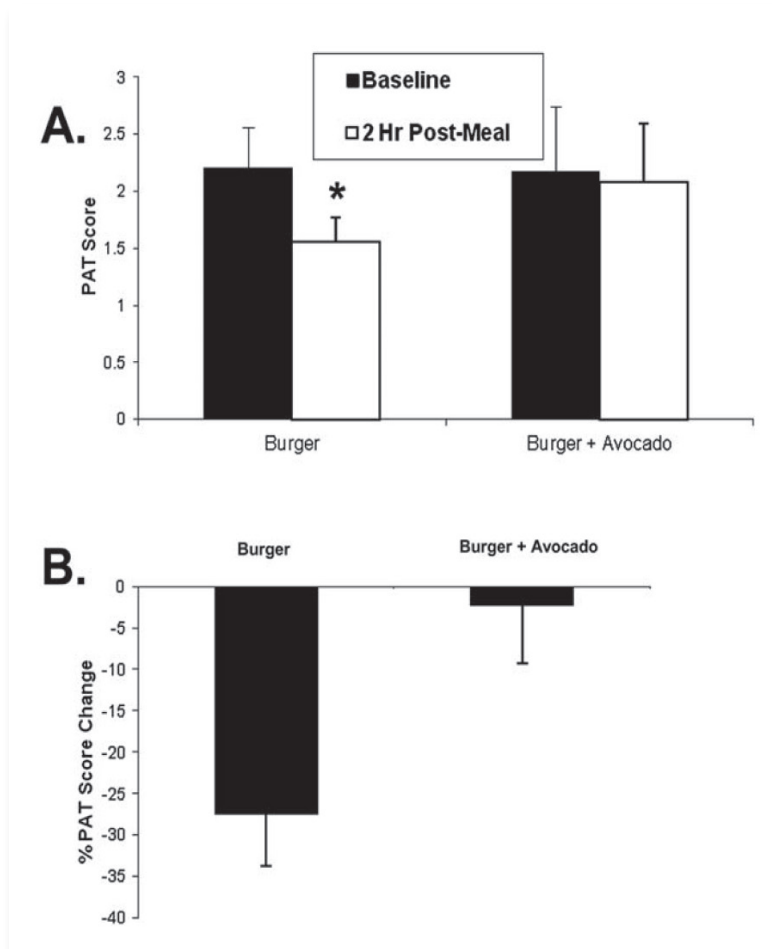 A.
■Baseline
□2 Hr Post-Meal
3
2.5
2
1.5
1
0.5
0
PAT Score
*
Burger
Burger + Avocado
B.
Burger
Burger + Avocado
0
-5
-10
-15
-20
-25
-30
-35
-40
%PAT Score Change